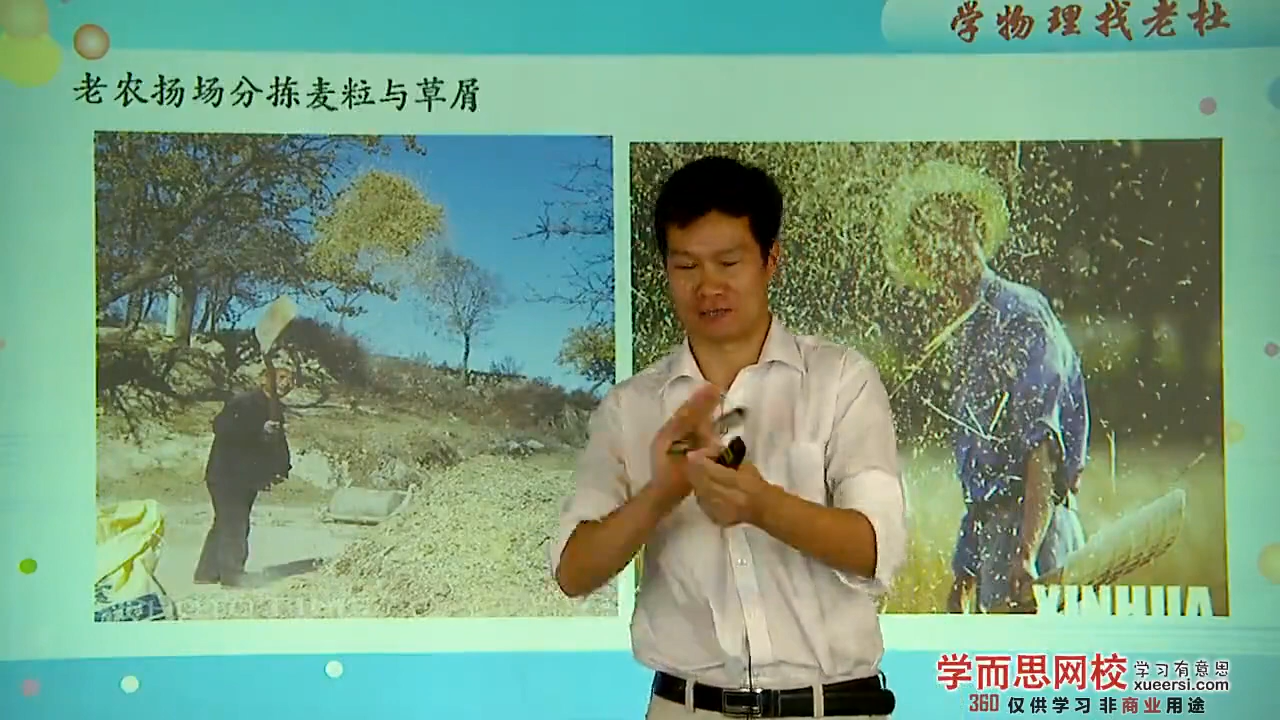 学物理找老杜
老农扬场分拣麦粒与草屑
XINHUA
学而思网校 学习有意思
xueersi.com
360 仅供学习 非商业用途